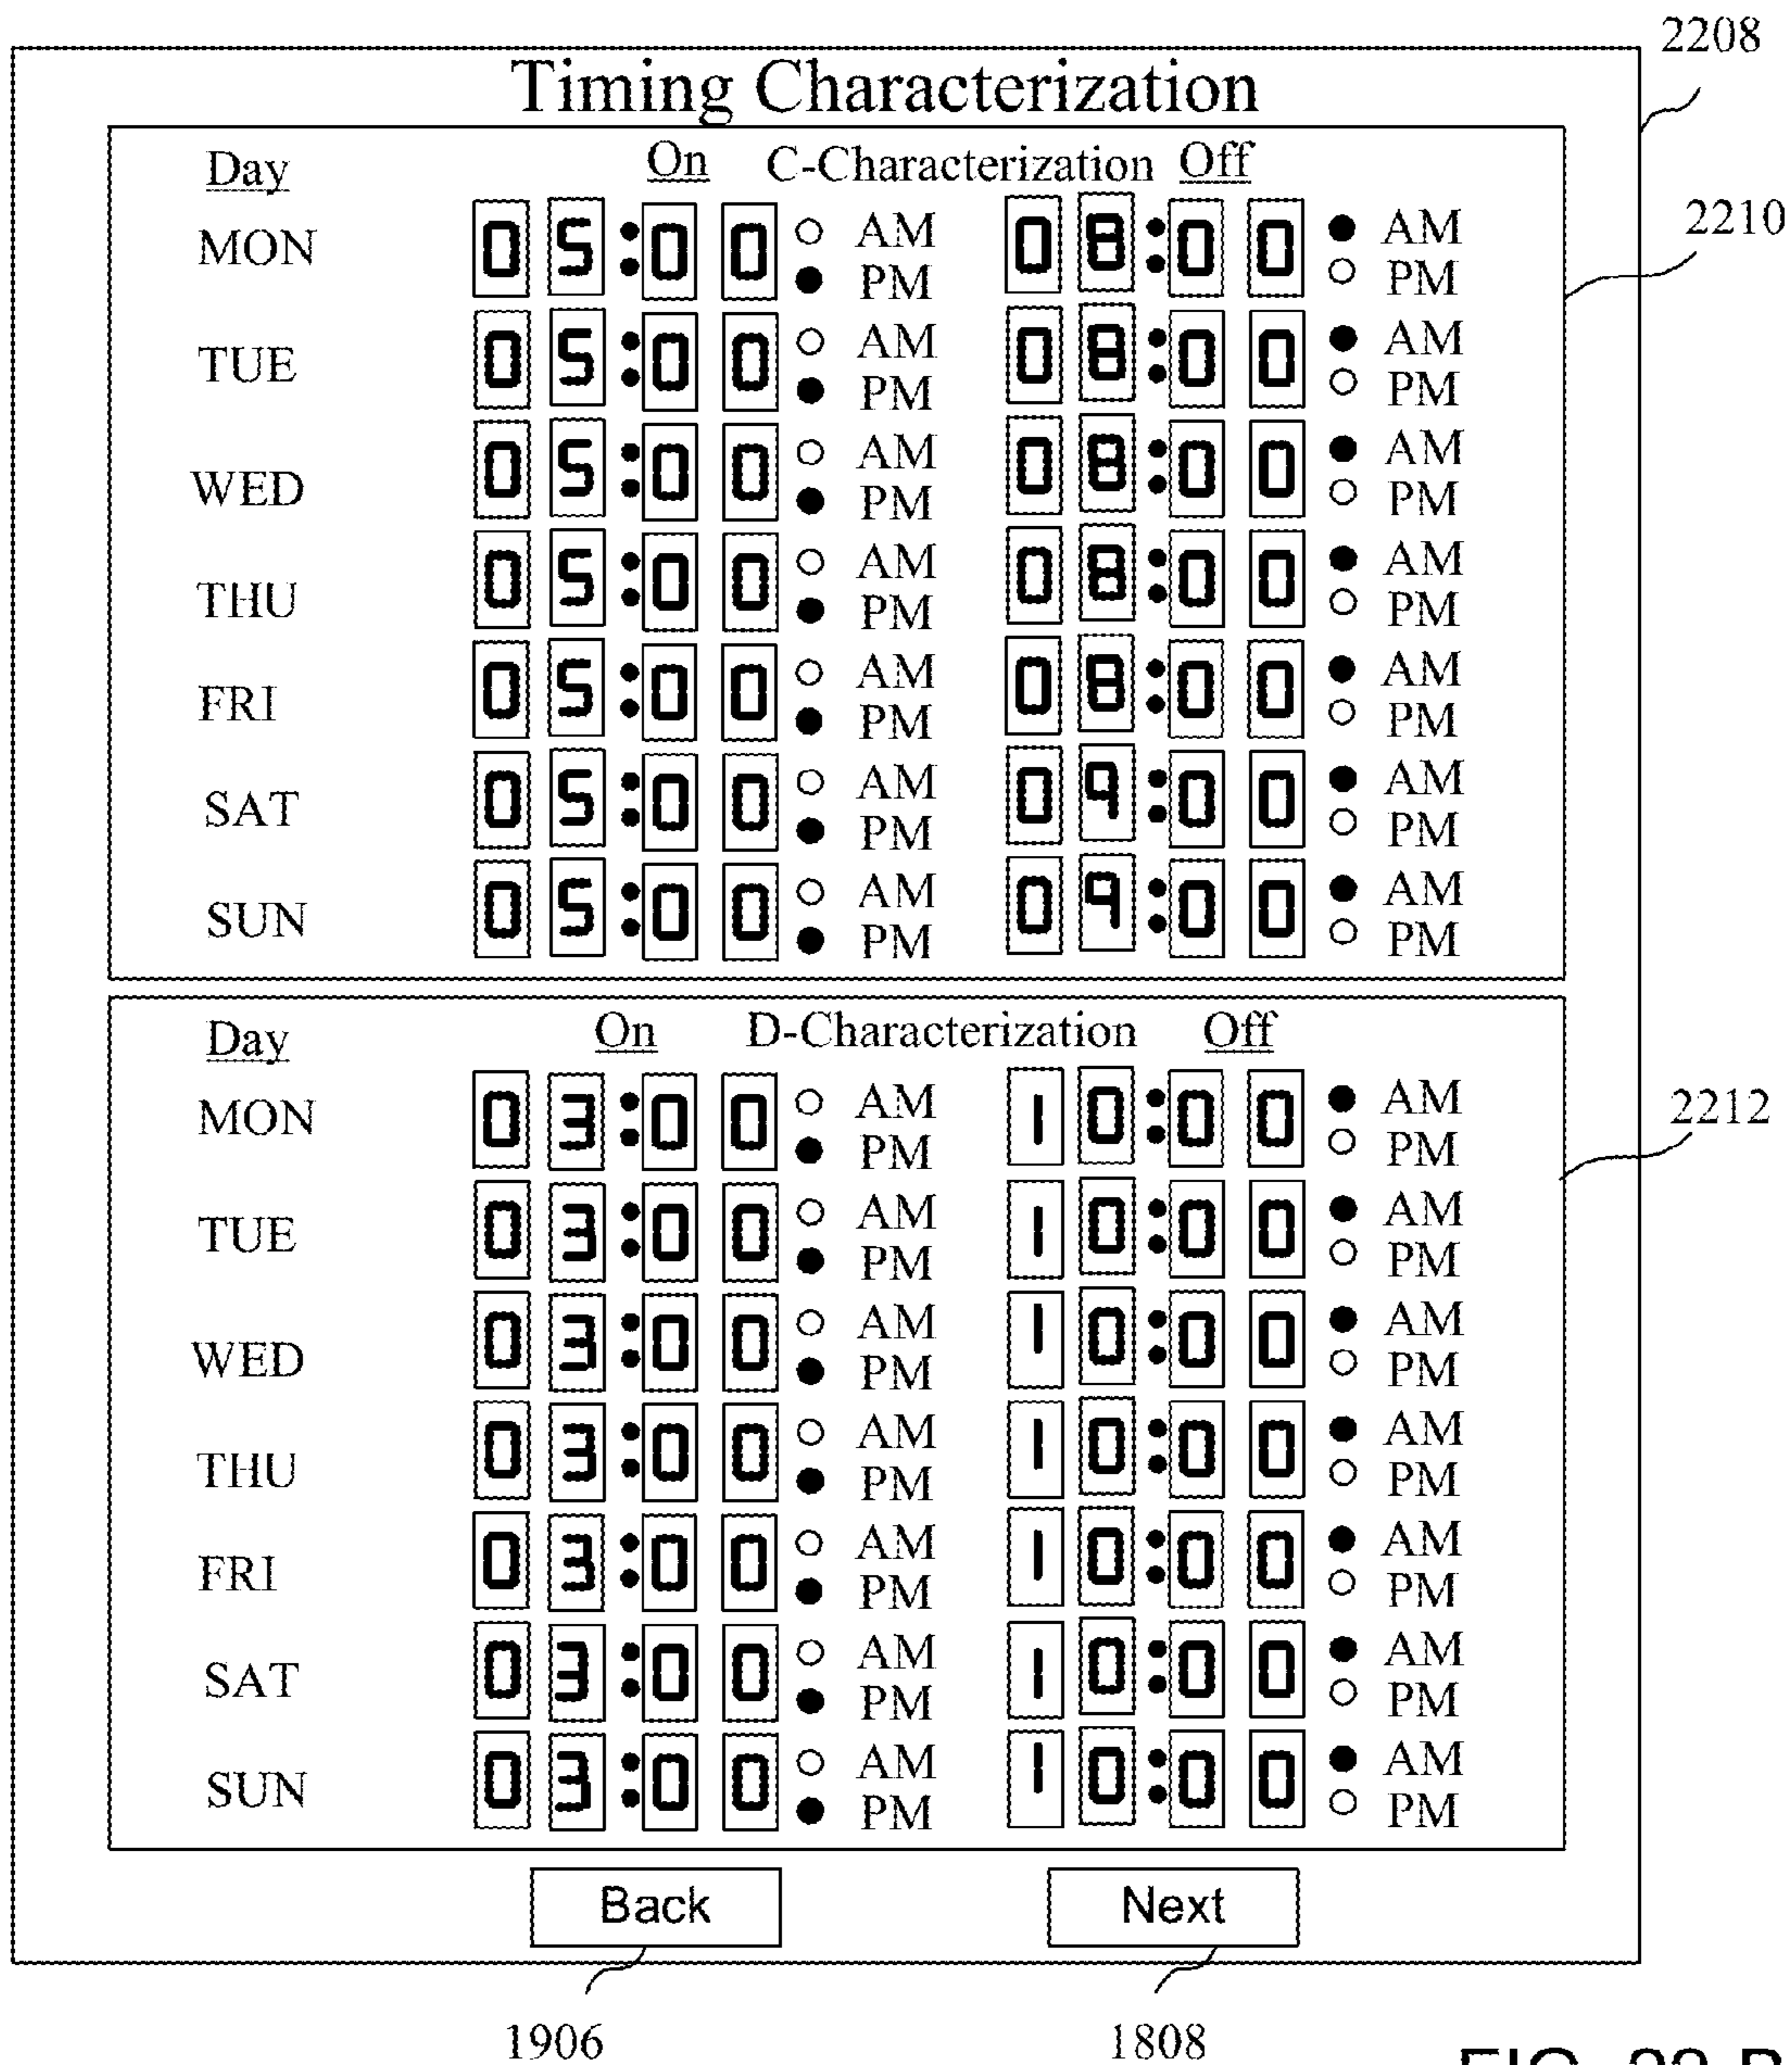 2208
Timing Characterization
Day On C-Characterization Off
2210
MON 05:00 AM PM 08:00 AM PM
TUE 05:00 AM PM 08:00 AM PM
WED 05:00 AM PM 08:00 AM PM
THU 05:00 AM PM 08:00 AM PM
FRI 05:00 AM PM 08:00 AM PM
SAT 05:00 AM PM 09:00 AM PM
SUN 05:00 AM PM 09:00 AM PM
Day On D-Characterization Off
2212
MON 03:00 AM PM 10:00 AM PM
TUE 03:00 AM PM 10:00 AM PM
WED 03:00 AM PM 10:00 AM PM
THU 03:00 AM PM 10:00 AM PM
FRI 03:00 AM PM 10:00 AM PM
SAT 03:00 AM PM 10:00 AM PM
SUN 03:00 AM PM 10:00 AM PM
Back Next
1906 1808